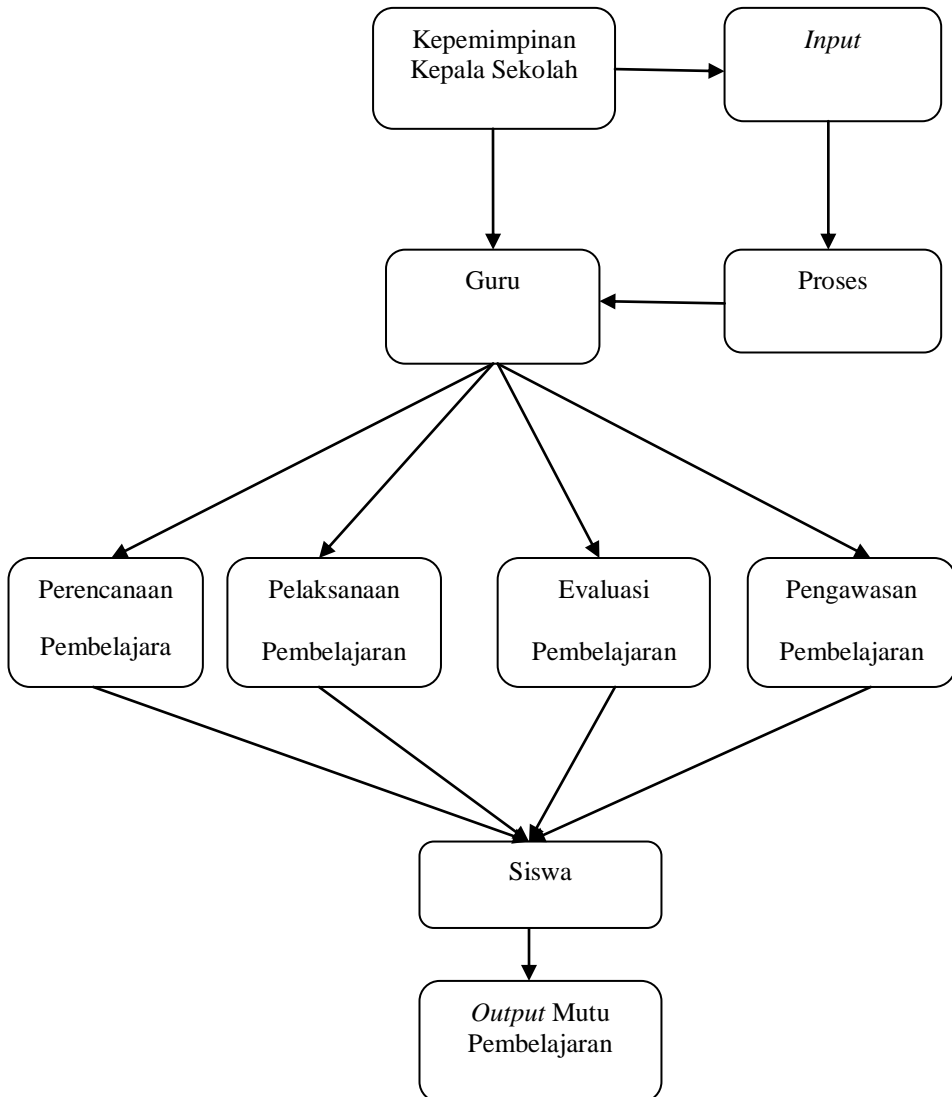 Kepemimpinan
Kepala Sekolah
Input
Guru
Proses
Perencanaan
Pembelajara
Pelaksanaan
Pembelajaran
Evaluasi
Pembelajaran
Pengawasan
Pembelajaran
Siswa
Output Mutu
Pembelajaran